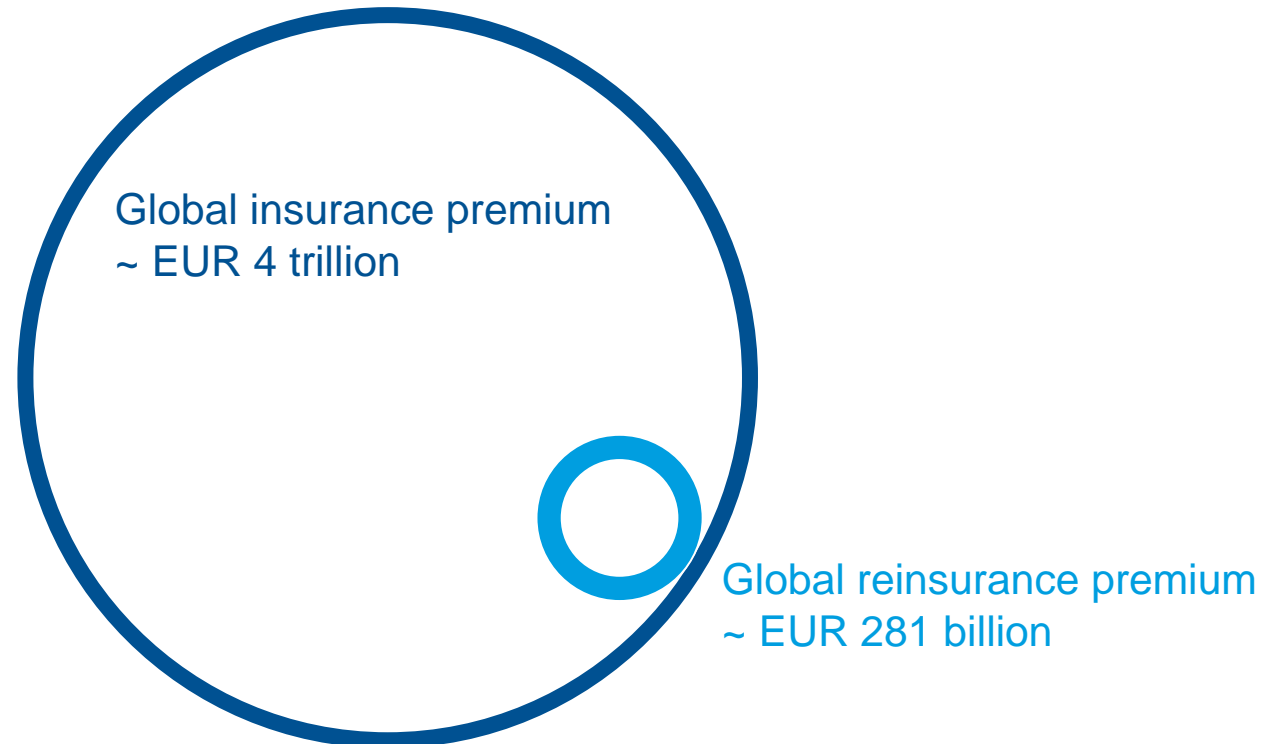 Global insurance premium
~ EUR 4 trillion
Global reinsurance premium
~ EUR 281 billion